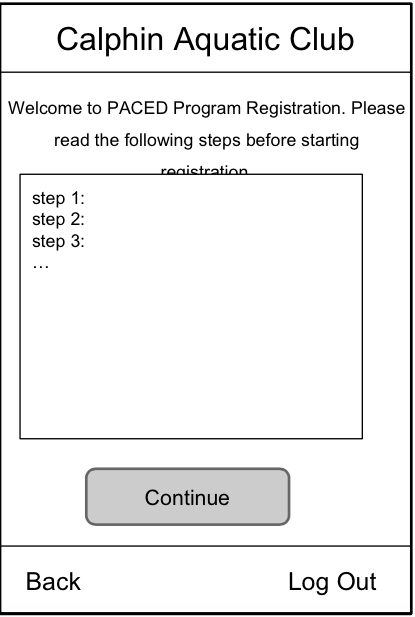 Calphin Aquatic Club
Welcome to PACED Program Registration. Please
read the following steps before starting
registration
step 1:
step 2:
step 3:
…
Continue
Back
Log Out